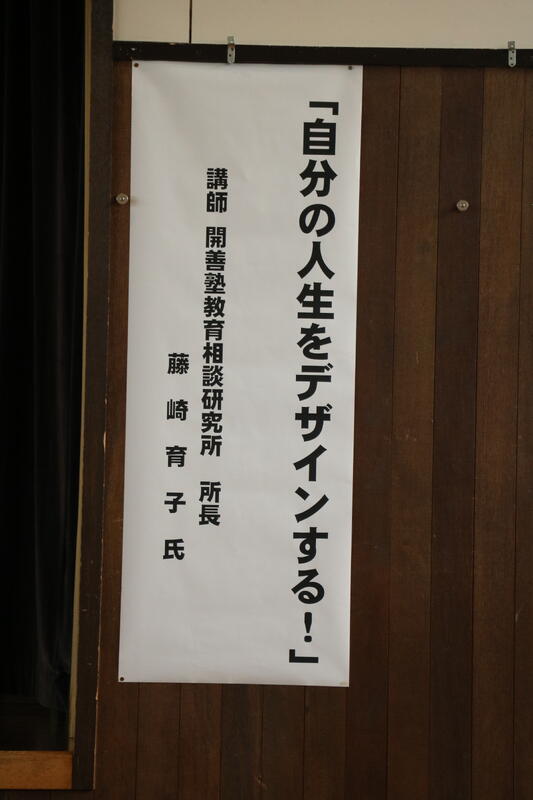 「自分の人生をデザインする！」
講師 開善塾教育相談研究所 所長
藤崎育子氏